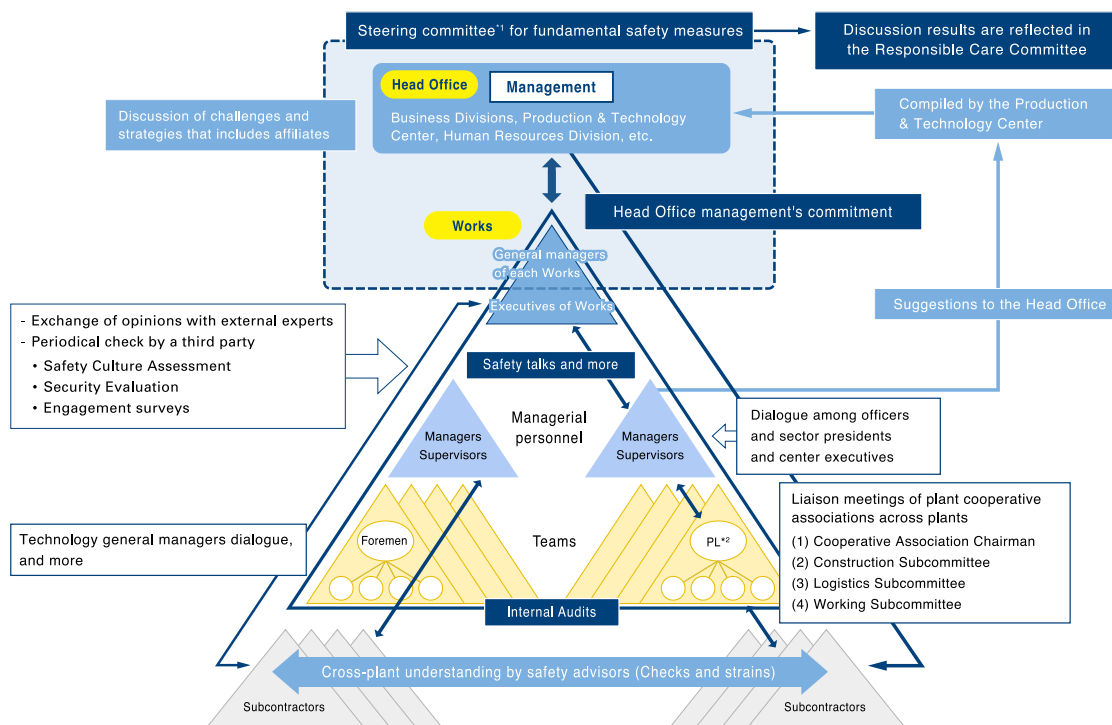 Steering committee*1 for fundamental safety measures
Discussion results are reflected in
the Responsible Care Committee
Head Office
Management
Business Divisions, Production & Technology
Center, Human Resources Division, etc.
Discussion of challenges and
strategies that includes affiliates
Compiled by the Production
& Technology Center
Head Office management's commitment
Works
General managers
of each Works
Executives of Works
Suggestions to the Head Office
- Exchange of opinions with external experts
- Periodical check by a third party
• Safety Culture Assessment
• Security Evaluation
• Engagement surveys
Safety talks and more
Managerial
personnel
Managers
Supervisors
Managers
Supervisors
Dialogue among officers
and sector presidents
and center executives
Technology general managers dialogue,
and more
Foremen
Teams
PL*2
Liaison meetings of plant cooperative
associations across plants
(1) Cooperative Association Chairman
(2) Construction Subcommittee
(3) Logistics Subcommittee
(4) Working Subcommittee
Internal Audits
Cross-plant understanding by safety advisors (Checks and strains)
Subcontractors
Subcontractors